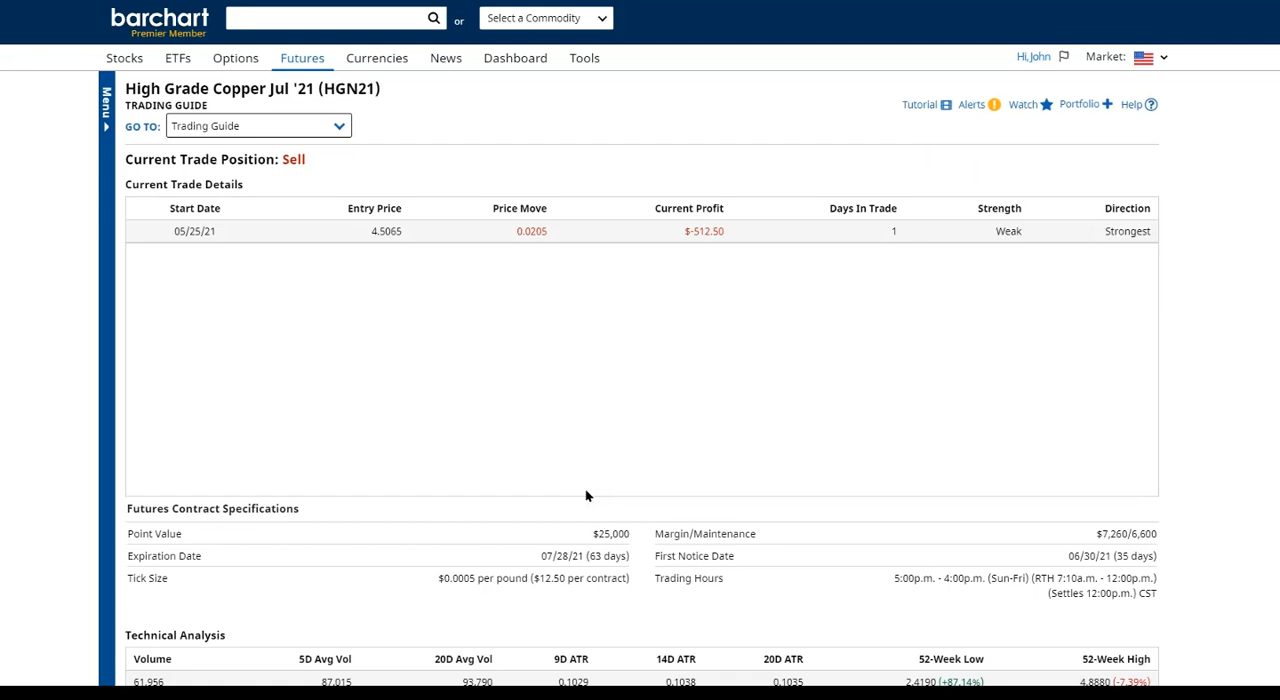 barchart
Premier Member
or
Select a Commodity
Stocks ETFs Options Futures Currencies News Dashboard Tools
Hi, John Market:
Menu
High Grade Copper Jul '21 (HGN21)
TRADING GUIDE
Tutorial Alerts Watch Portfolio Help
GO TO: Trading Guide
Current Trade Position: Sell
Current Trade Details
Start Date Entry Price Price Move Current Profit Days In Trade Strength Direction
05/25/21 4.5065 0.0205 $-512.50 1 Weak Strongest
Futures Contract Specifications
Point Value $25,000 Margin/Maintenance $7,260/6,600
Expiration Date 07/28/21 (63 days) First Notice Date 06/30/21 (35 days)
Tick Size $0.0005 per pound ($12.50 per contract) Trading Hours 5:00p.m. - 4:00p.m. (Sun-Fri) (RTH 7:10a.m. - 12:00p.m.)
(Settles 12:00p.m.) CST
Technical Analysis
Volume 5D Avg Vol 20D Avg Vol 9D ATR 14D ATR 20D ATR 52-Week Low 52-Week High
61,956 87,015 93,790 0.1029 0.1038 0.1035 2.4190 (+87.14%) 4.8880 (-7.39%)